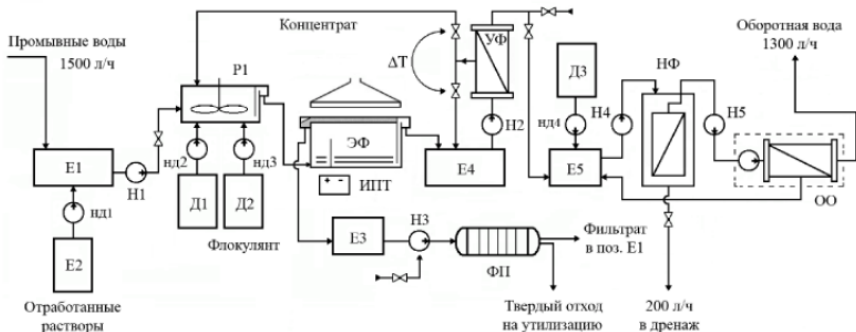 Промывные воды
1500 л/ч
Концентрат
Оборотная вода
1300 л/ч
Р1
УФ
ΔТ
Д3
НФ
Е1
Н1
нд2
нд3
ЭФ
Н2
нд4
Н4
Н5
Е4
Е5
ОО
нд1
Д1
Д2
+ -
ИПТ
Флокулянт
Е2
Е3
Н3
ФП
Фильтрат
в поз. Е1
Отработанные
растворы
Твердый отход
на утилизацию
200 л/ч
в дренаж